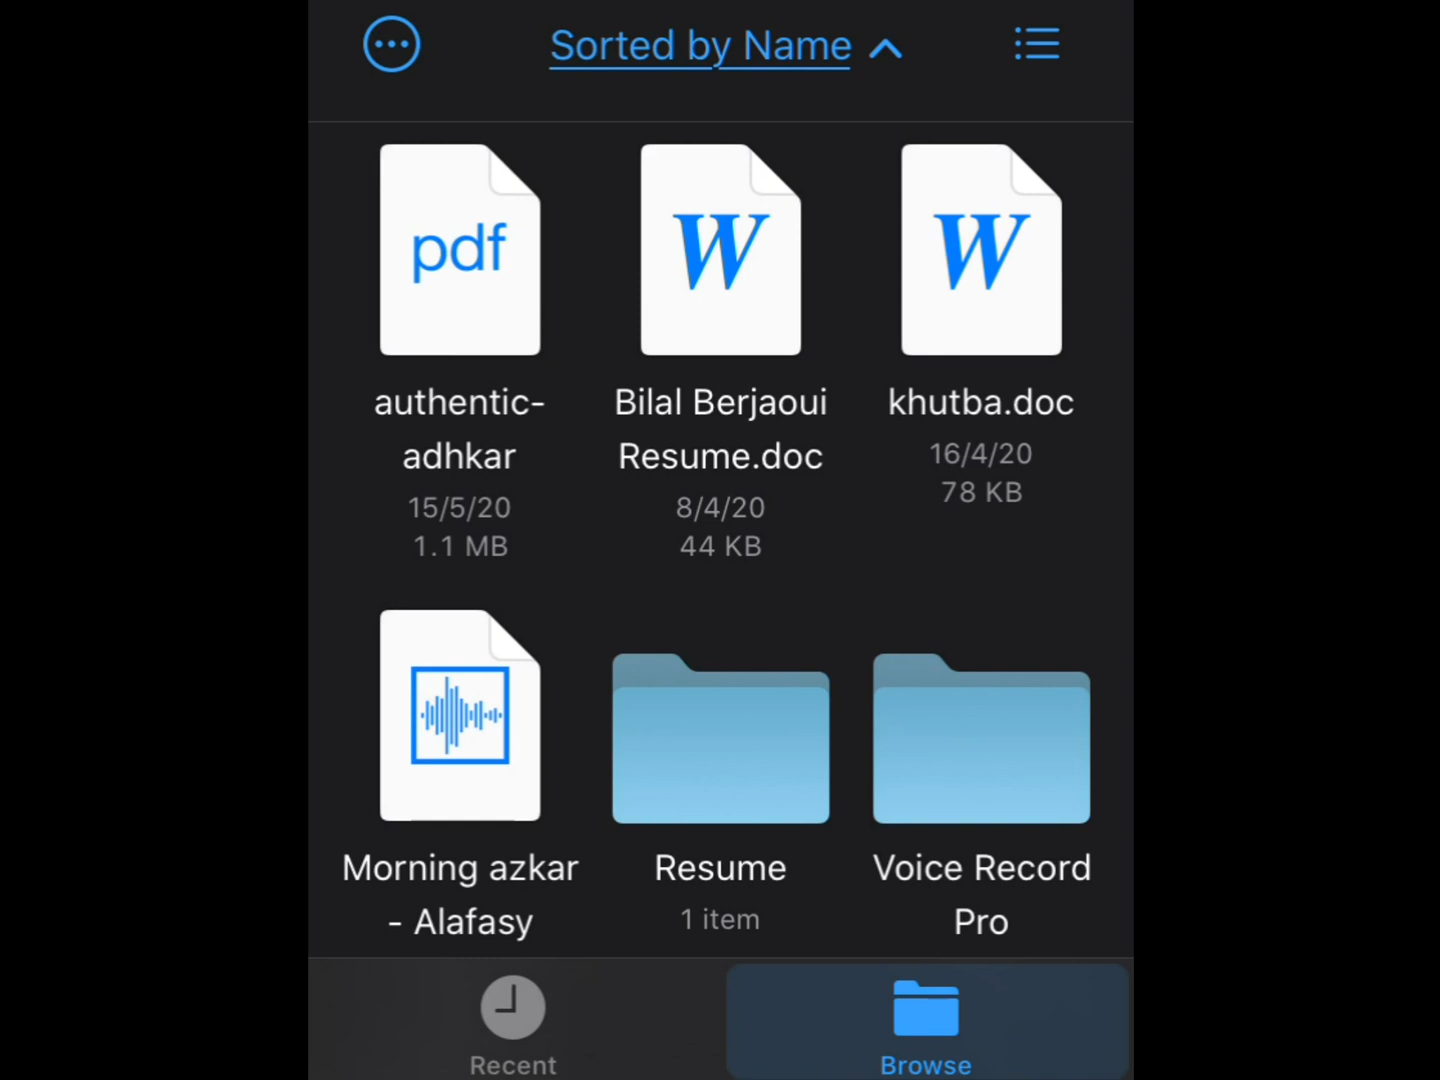 Sorted by Name
pdf
W
W
authentic-
adhkar
15/5/20
1.1 MB
Bilal Berjaoui
Resume.doc
8/4/20
44 KB
khutba.doc
16/4/20
78 KB
Morning azkar
- Alafasy
Resume
1 item
Voice Record
Pro
Recent
Browse